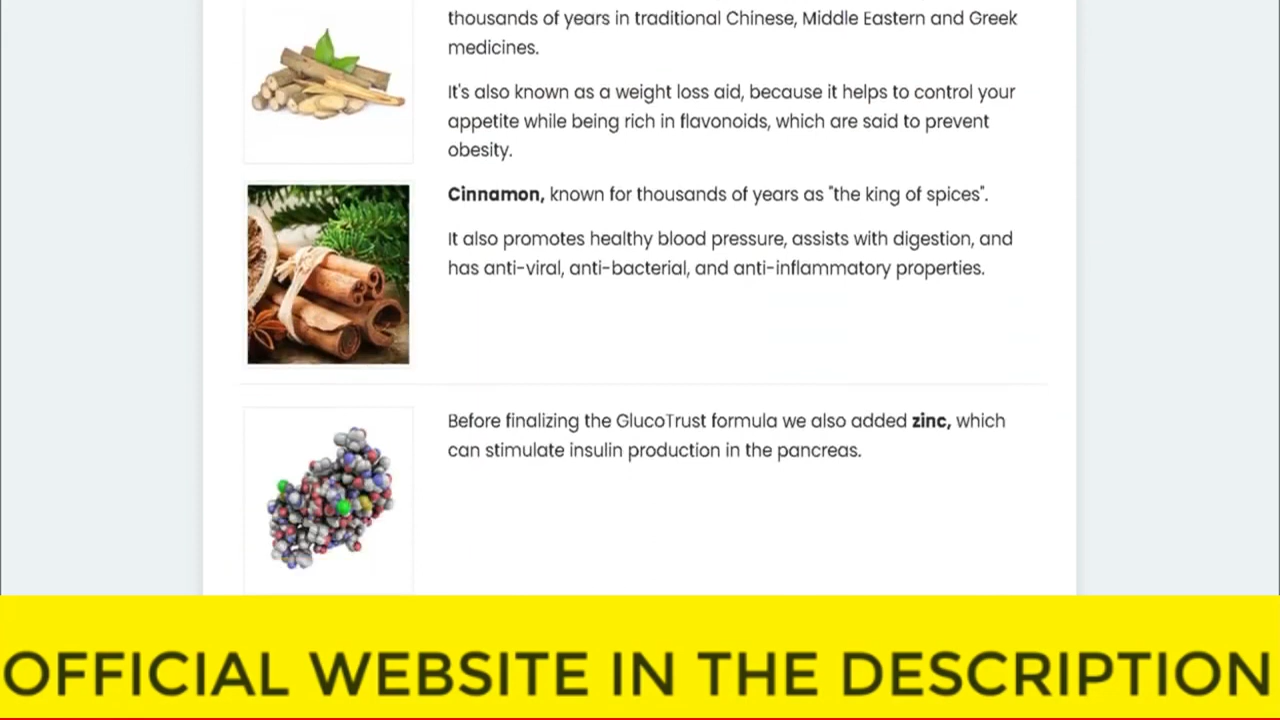 thousands of years in traditional Chinese, Middle Eastern and Greek
medicines.
It's also known as a weight loss aid, because it helps to control your
appetite while being rich in flavonoids, which are said to prevent
obesity.
Cinnamon, known for thousands of years as "the king of spices".
It also promotes healthy blood pressure, assists with digestion, and
has anti-viral, anti-bacterial, and anti-inflammatory properties.
Before finalizing the GlucoTrust formula we also added zinc, which
can stimulate insulin production in the pancreas.
OFFICIAL WEBSITE IN THE DESCRIPTION